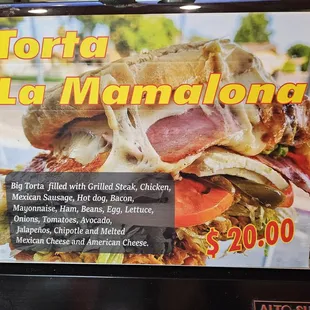 Torta
La Mamalona
Big Torta filled with Grilled Steak, Chicken,
Mexican Sausage, Hot dog, Bacon,
Mayonnaise, Ham, Beans, Egg, Lettuce,
Onions, Tomatoes, Avocado,
Jalapeños, Chipotle and Melted
Mexican Cheese and American Cheese.
$ 20.00
ALTO